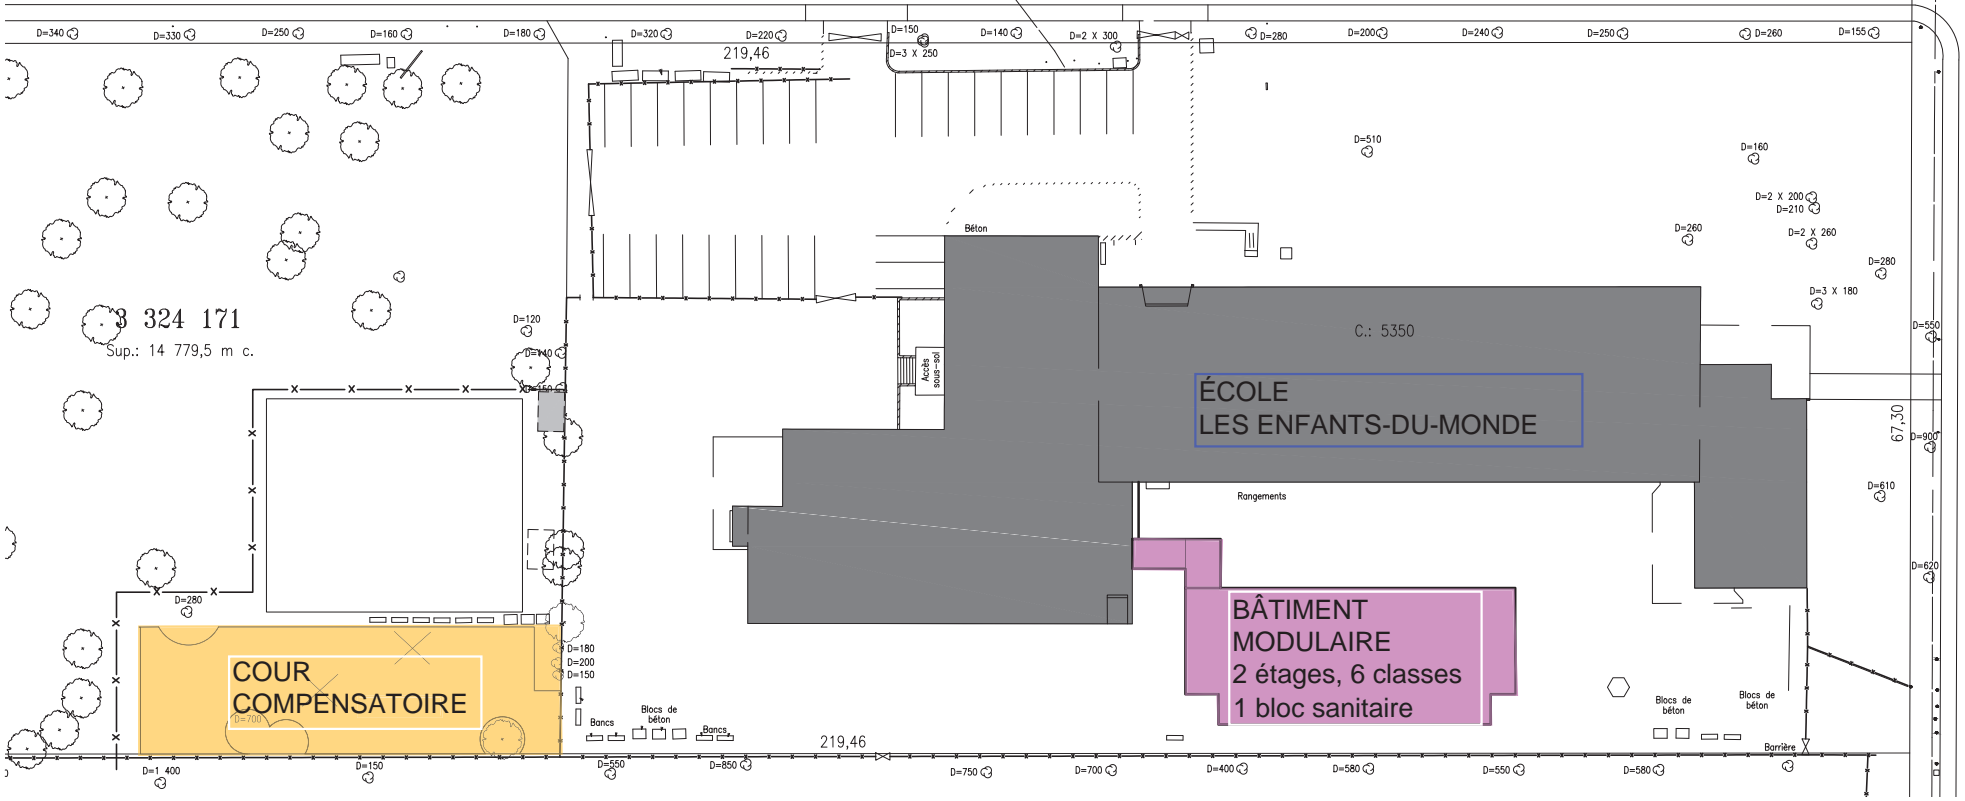 D=340
D=330
D=250
D=160
D=180
D=320
D=220
D=150
D=140
D=2 X 300
D=280
D=200
D=240
D=250
D=260
D=155
219,46
D=3 X 250
D=510
D=160
D=2 X 200
D=210
D=260
D=2 X 260
D=280
D=3 X 180
Béton
3 324 171
Sup.: 14 779,5 m c.
D=120
D=140
D=150
Accès
sous-sol
C.: 5350
D=550
ÉCOLE
LES ENFANTS-DU-MONDE
67,30
D=900
D=610
Rangements
D=620
D=280
BÂTIMENT
MODULAIRE
2 étages, 6 classes
1 bloc sanitaire
COUR
COMPENSATOIRE
D=700
D=180
D=200
D=150
Bancs
Blocs de
béton
Bancs
Blocs de
béton
Blocs de
béton
Barrière
219,46
D=1 400
D=150
D=550
D=850
D=750
D=700
D=400
D=580
D=550
D=580